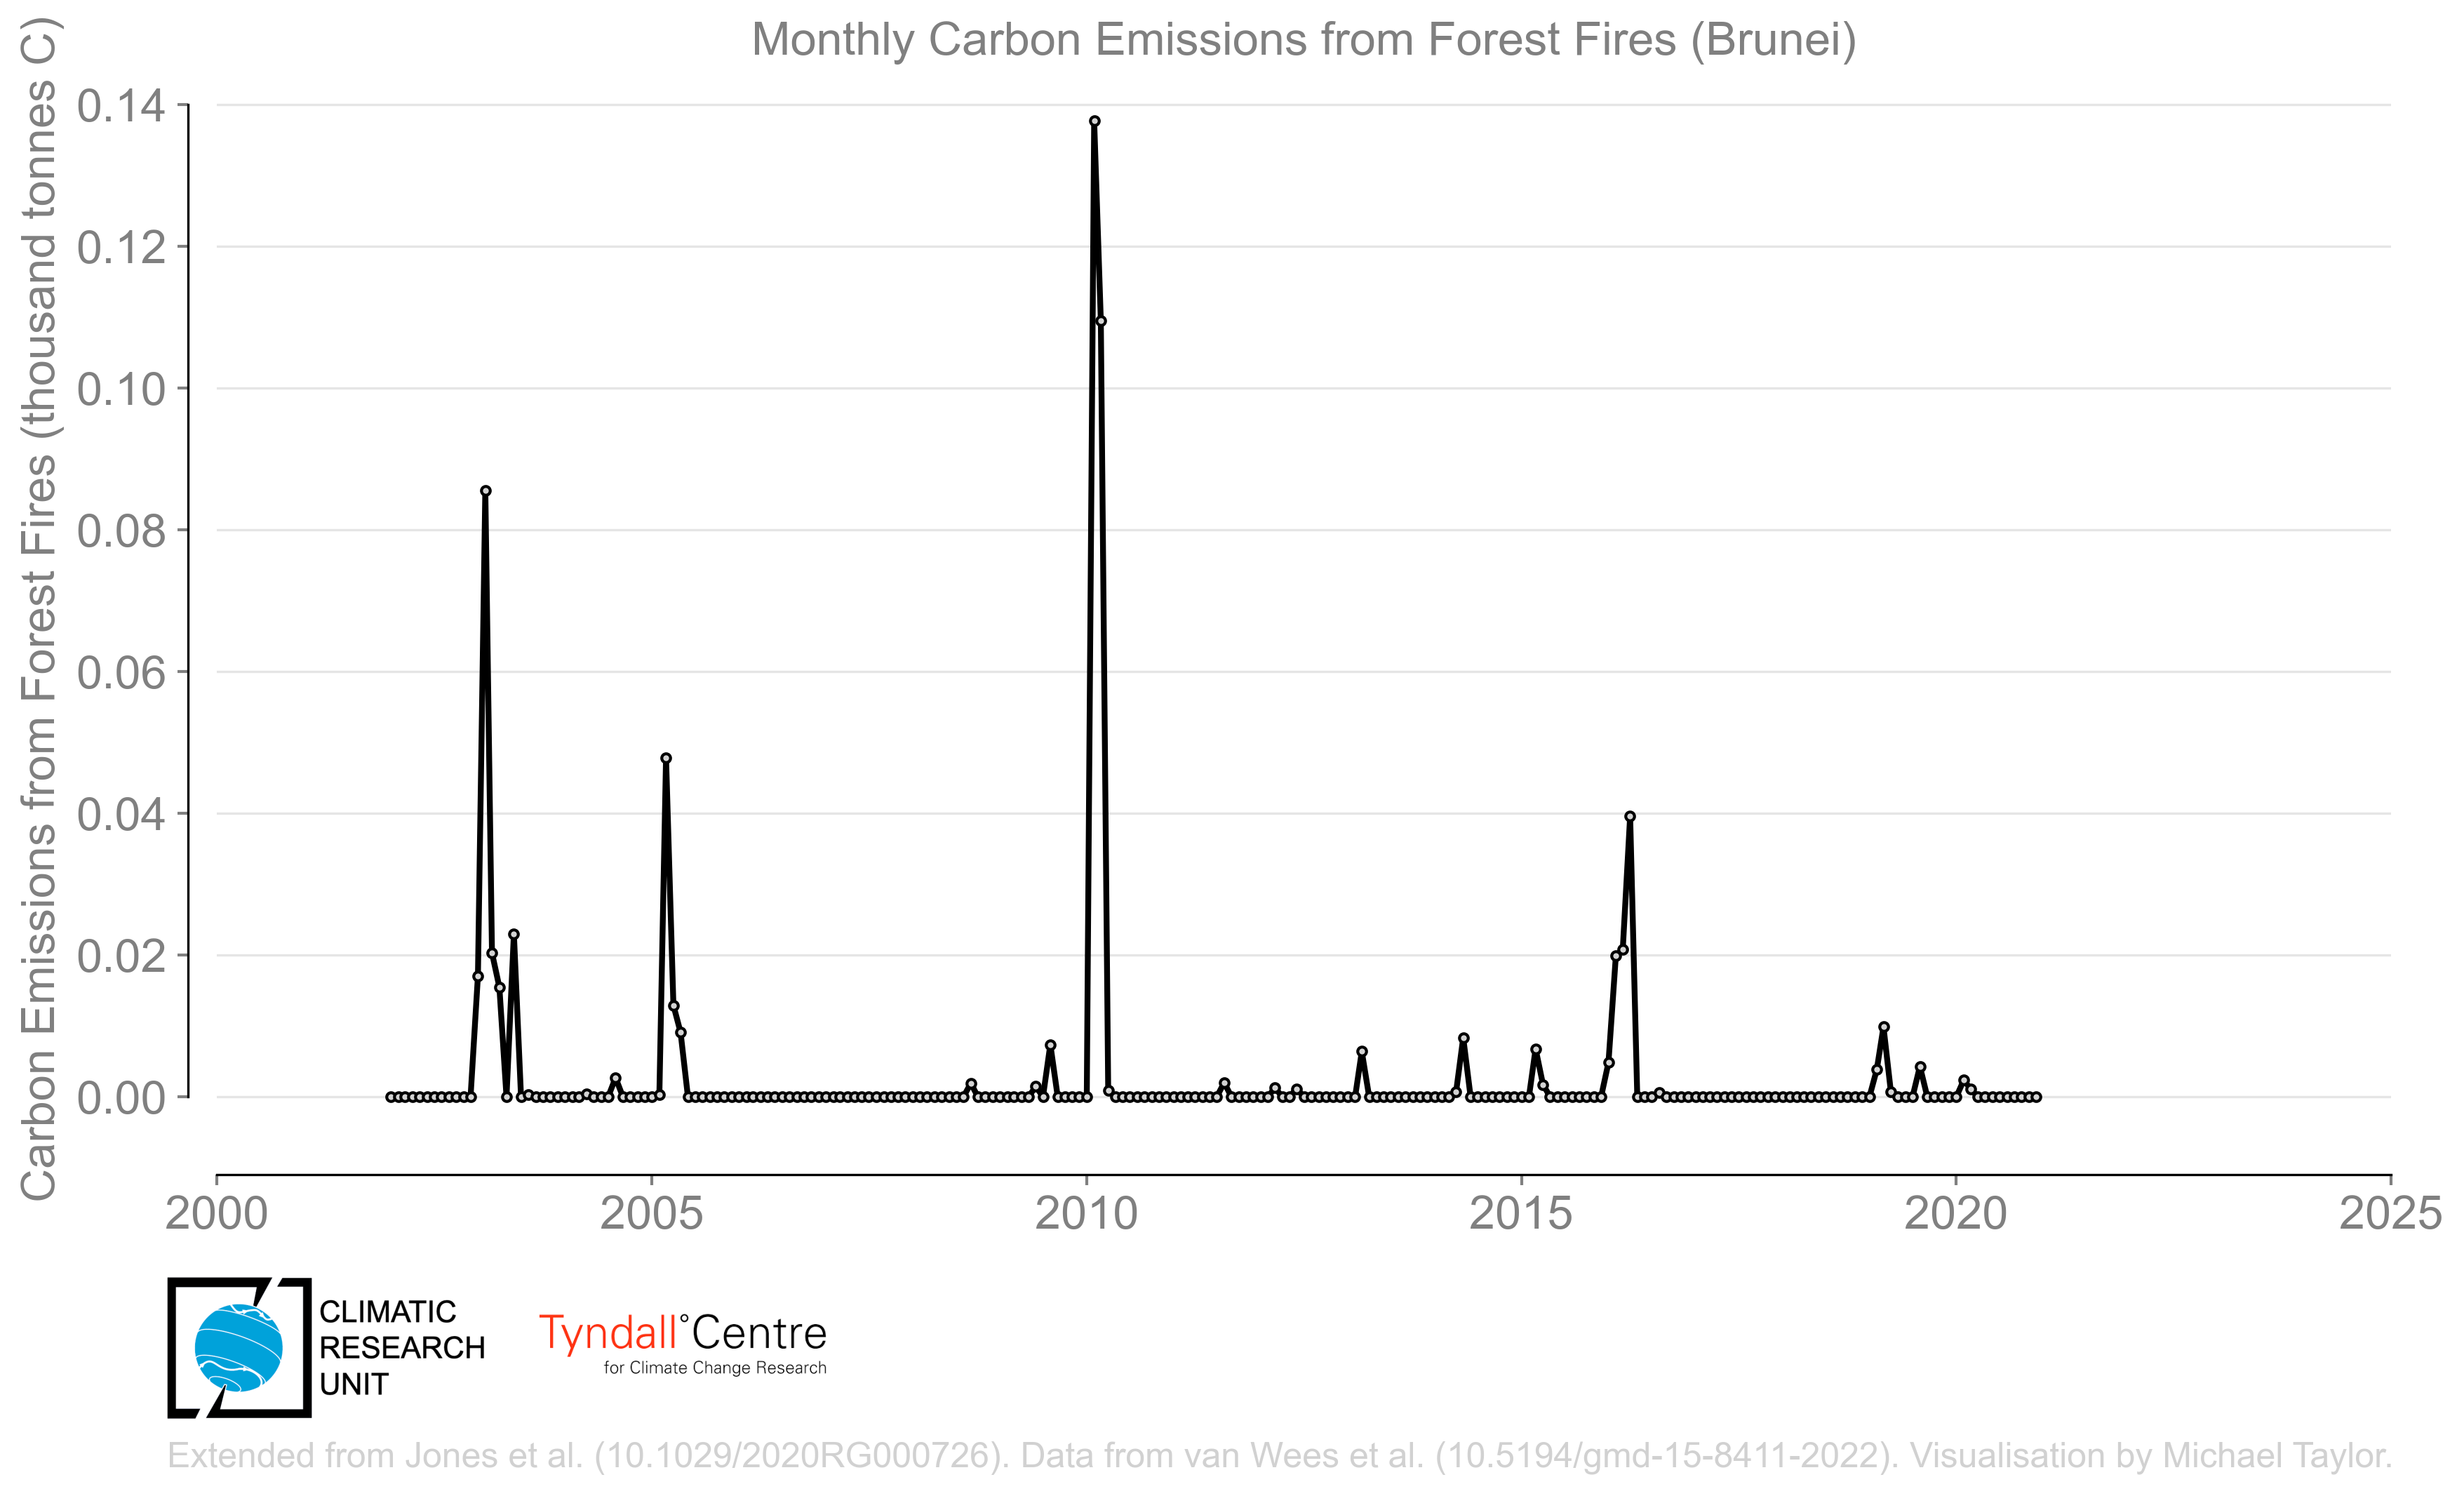 Monthly Carbon Emissions from Forest Fires (Brunei)
Carbon Emissions from Forest Fires (thousand tonnes C)
0.14
0.12
0.10
0.08
0.06
0.04
0.02
0.00
2000
2005
2010
2015
2020
2025
CLIMATIC
RESEARCH
UNIT
Tyndall°Centre
for Climate Change Research
Extended from Jones et al. (10.1029/2020RG000726). Data from van Wees et al. (10.5194/gmd-15-8411-2022). Visualisation by Michael Taylor.